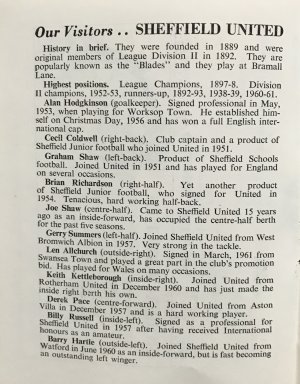 Our Visitors . . SHEFFIELD UNITED
History in brief. They were founded in 1889 and were
original members of League Division II in 1892. They are
popularly known as the "Blades" and they play at Bramall
Lane.
Highest positions. League Champions, 1897-8. Division
II champions, 1952-53, runners-up, 1892-93, 1938-39, 1960-61.
Alan Hodgkinson (goalkeeper). Signed professional in May,
1953, when playing for Worksop Town. He established him-
self on Christmas Day, 1956 and has won a full English inter-
national cap.
Cecil Coldwell (right-back). Club captain and a product of
Sheffield Junior football who joined United in 1951.
Graham Shaw (left-back). Product of Sheffield Schools
football. Joined United in 1951 and has played for England
on several occasions.
Brian Richardson (right-half). Yet another product
of Sheffield Junior football, who signed for United in
1954. Tenacious, hard working half-back.
Joe Shaw (centre-half). Came to Sheffield United 15 years
ago as an inside-forward, has occupied the centre-half berth
for the past five seasons.
Gerry Summers (left-half). Joined Sheffield United from West
Bromwich Albion in 1957. Very strong in the tackle.
Len Allchurch (outside-right). Signed in March, 1961 from
Swansea Town and played a great part in the club's promotion
bid. Has played for Wales on many occasions.
Keith Kettleborough (inside-right). Joined United from
Rotherham United in December 1960 and has just made the
inside right berth his own.
Derek Pace (centre-forward). Joined United from Aston
Villa in December 1957 and is a hard working player.
Billy Russell (inside-left). Signed as a professional for
Sheffield United in 1957 after having received International
honours as an amateur.
Barry Hartle (outside-left). Joined Sheffield United from
Watford in June 1960 as an inside-forward, but is fast becoming
an outstanding left winger.